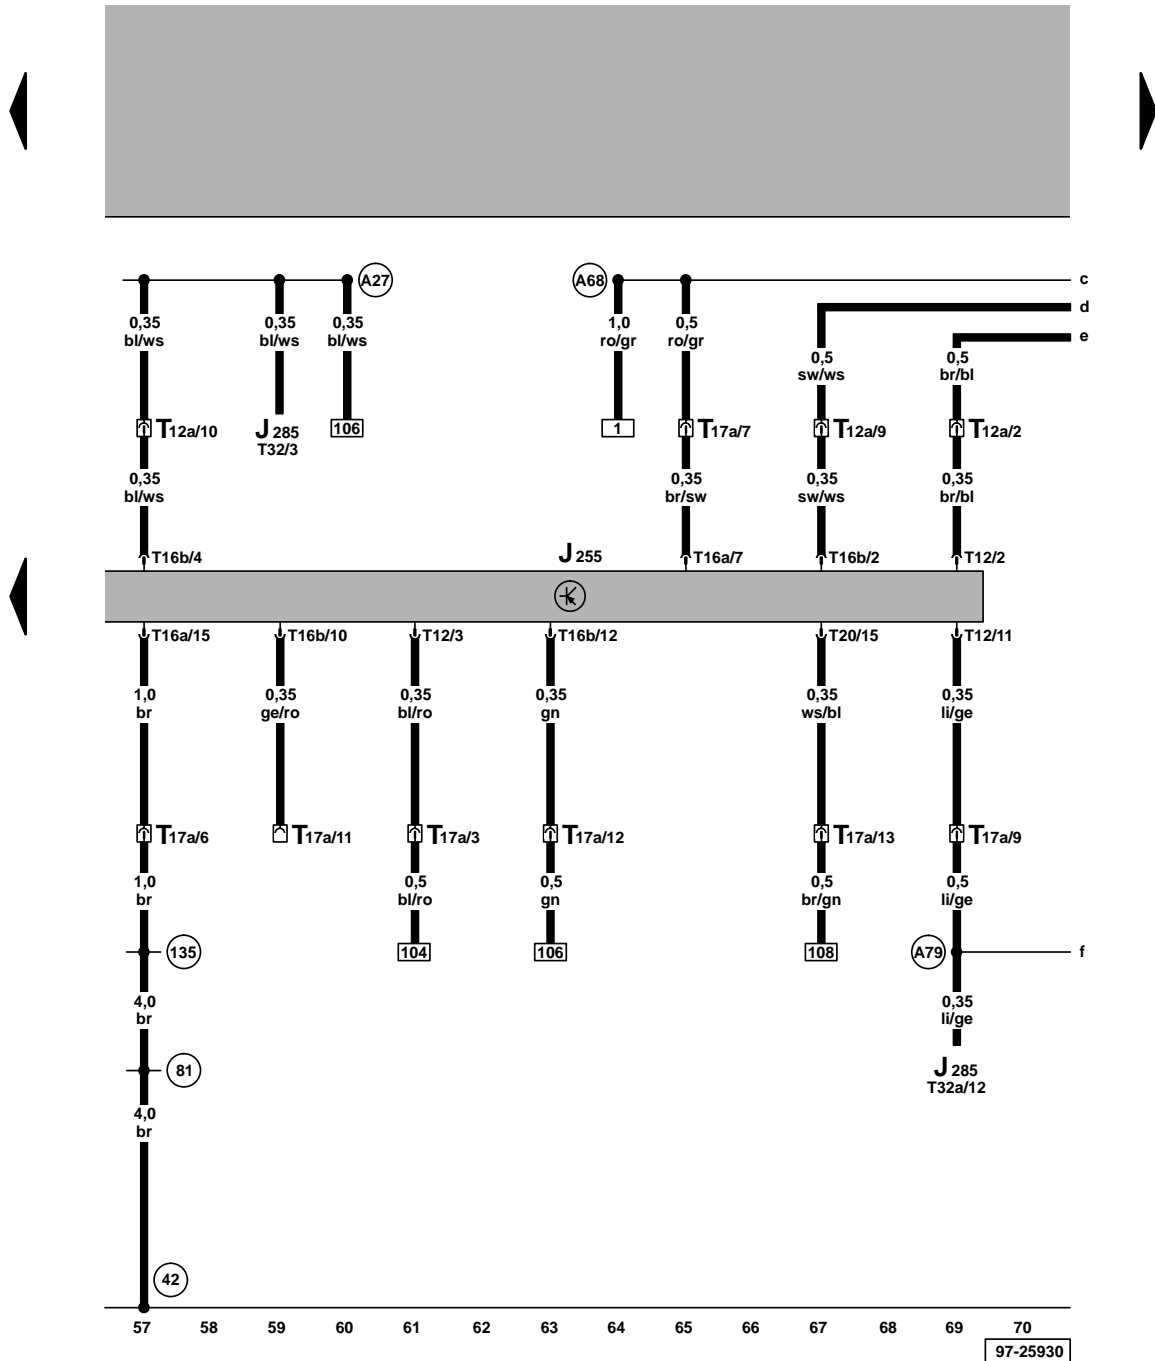 A27
A68
c
d
e
0,35 bl/ws
0,35 bl/ws
0,35 bl/ws
1,0 ro/gr
0,5 ro/gr
0,5 sw/ws
0,5 br/bl
T12a/10
J285
T32/3
106
1
T17a/7
T12a/9
T12a/2
0,35 bl/ws
0,35 br/sw
0,35 sw/ws
0,35 br/bl
T16b/4
J255
T16a/7
T16b/2
T12/2
T16a/15
T16b/10
T12/3
T16b/12
T20/15
T12/11
1,0 br
0,35 ge/ro
0,35 bl/ro
0,35 gn
0,35 ws/bl
0,35 li/ge
T17a/6
T17a/11
T17a/3
T17a/12
T17a/13
T17a/9
1,0 br
0,5 bl/ro
0,5 gn
0,5 br/gn
0,5 li/ge
135
104
106
108
A79
f
4,0 br
0,35 li/ge
81
J285
T32a/12
4,0 br
42
57 58 59 60 61 62 63 64 65 66 67 68 69 70
97-25930